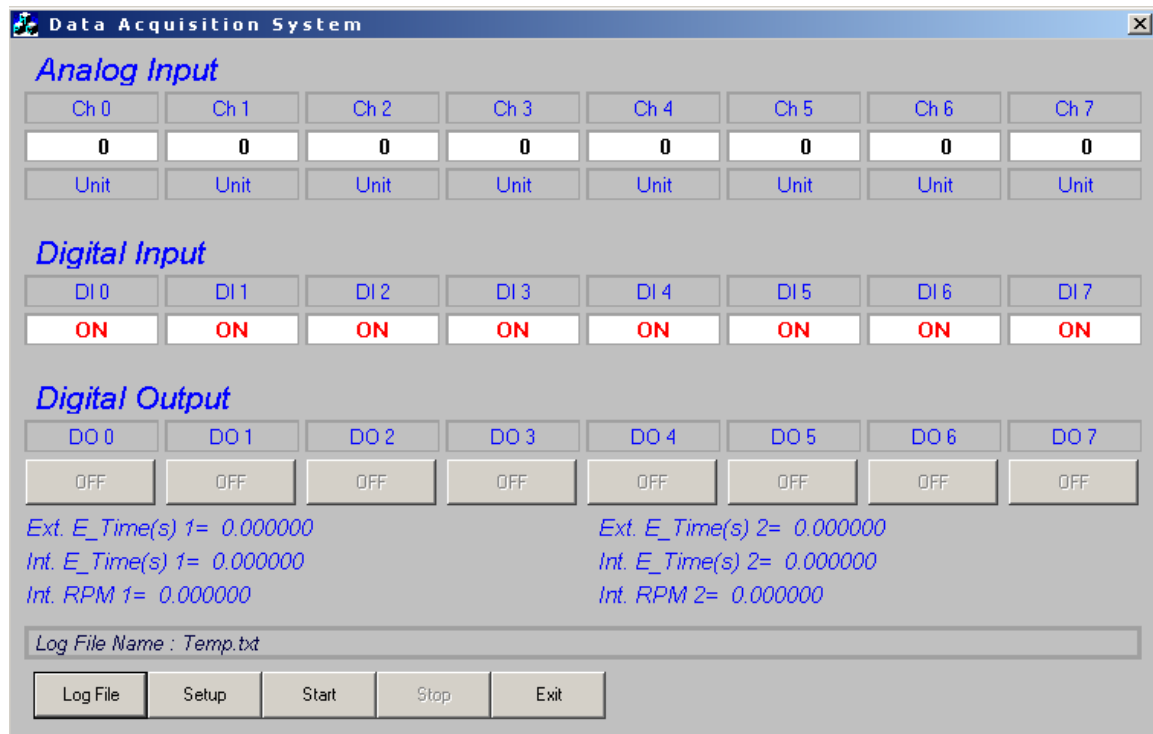 Data Acquisition System
Analog Input
Ch 0 Ch 1 Ch 2 Ch 3 Ch 4 Ch 5 Ch 6 Ch 7
0 0 0 0 0 0 0 0
Unit Unit Unit Unit Unit Unit Unit Unit
Digital Input
DI 0 DI 1 DI 2 DI 3 DI 4 DI 5 DI 6 DI 7
ON ON ON ON ON ON ON ON
Digital Output
DO 0 DO 1 DO 2 DO 3 DO 4 DO 5 DO 6 DO 7
OFF OFF OFF OFF OFF OFF OFF OFF
Ext. E_Time(s) 1= 0.000000 Ext. E_Time(s) 2= 0.000000
Int. E_Time(s) 1= 0.000000 Int. E_Time(s) 2= 0.000000
Int. RPM 1= 0.000000 Int. RPM 2= 0.000000
Log File Name : Temp.txt
Log File Setup Start Stop Exit